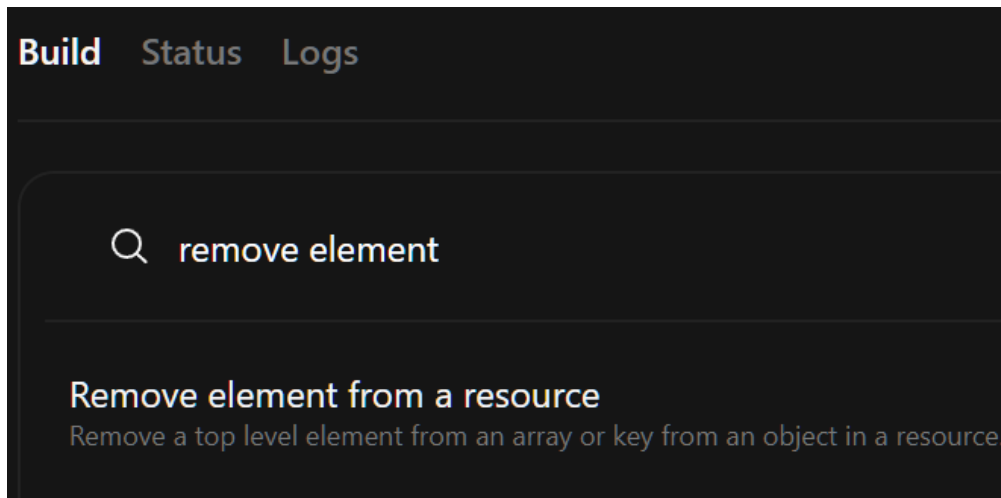 Build Status Logs
remove element
Remove element from a resource
Remove a top level element from an array or key from an object in a resource.